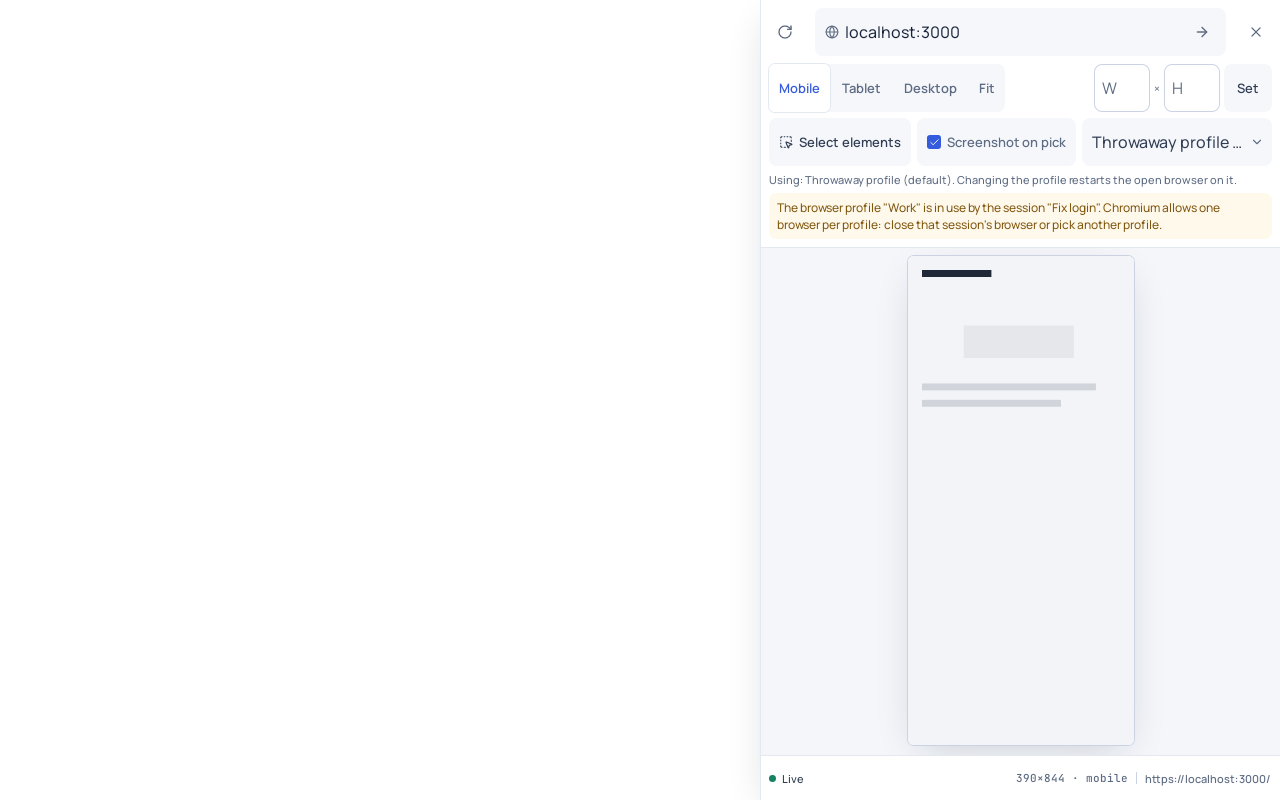 localhost:3000
Mobile Tablet Desktop Fit W × H Set
Select elements Screenshot on pick Throwaway profile …
Using: Throwaway profile (default). Changing the profile restarts the open browser on it.
The browser profile "Work" is in use by the session "Fix login". Chromium allows one
browser per profile: close that session's browser or pick another profile.
Live 390×844 · mobile https://localhost:3000/